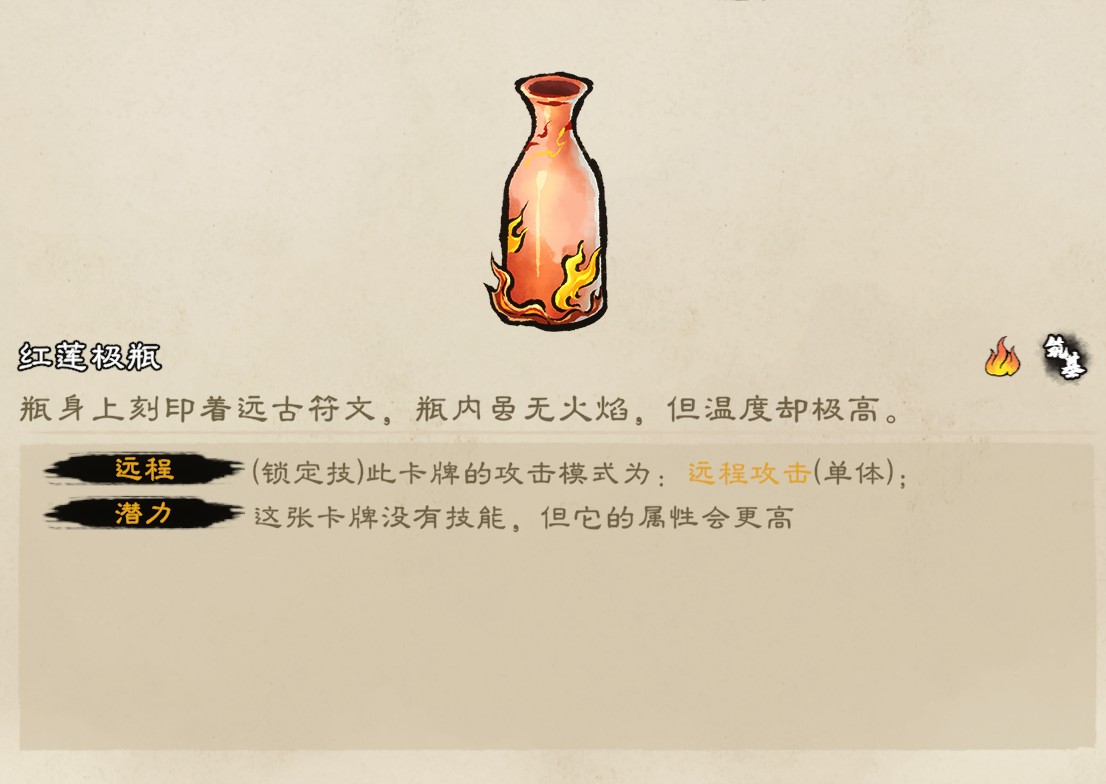 红莲极瓶
筑基
瓶身上刻印着远古符文，瓶内虽无火焰，但温度却极高。
远程 (锁定技)此卡牌的攻击模式为：远程攻击(单体)；
潜力 这张卡牌没有技能，但它的属性会更高